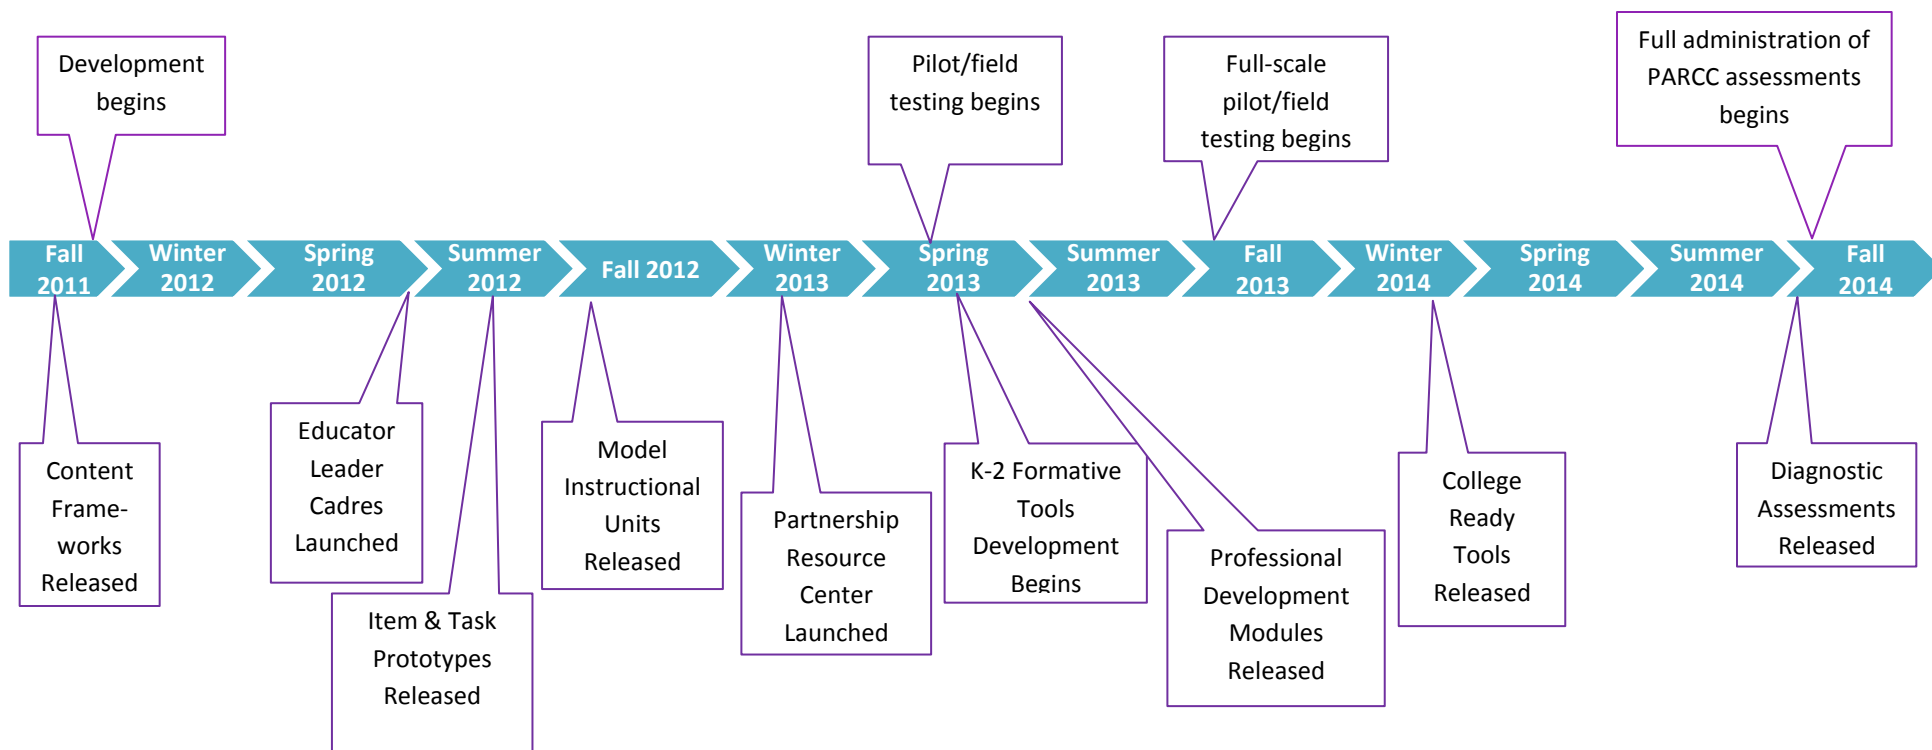 Development
begins
Pilot/field
testing begins
Full-scale
pilot/field
testing begins
Full administration of
PARCC assessments
begins
Fall
2011
Winter
2012
Spring
2012
Summer
2012
Fall 2012
Winter
2013
Spring
2013
Summer
2013
Fall
2013
Winter
2014
Spring
2014
Summer
2014
Fall
2014
Content
Frame-
works
Released
Educator
Leader
Cadres
Launched
Item & Task
Prototypes
Released
Model
Instructional
Units
Released
Partnership
Resource
Center
Launched
K-2 Formative
Tools
Development
Begins
Professional
Development
Modules
Released
College
Ready
Tools
Released
Diagnostic
Assessments
Released